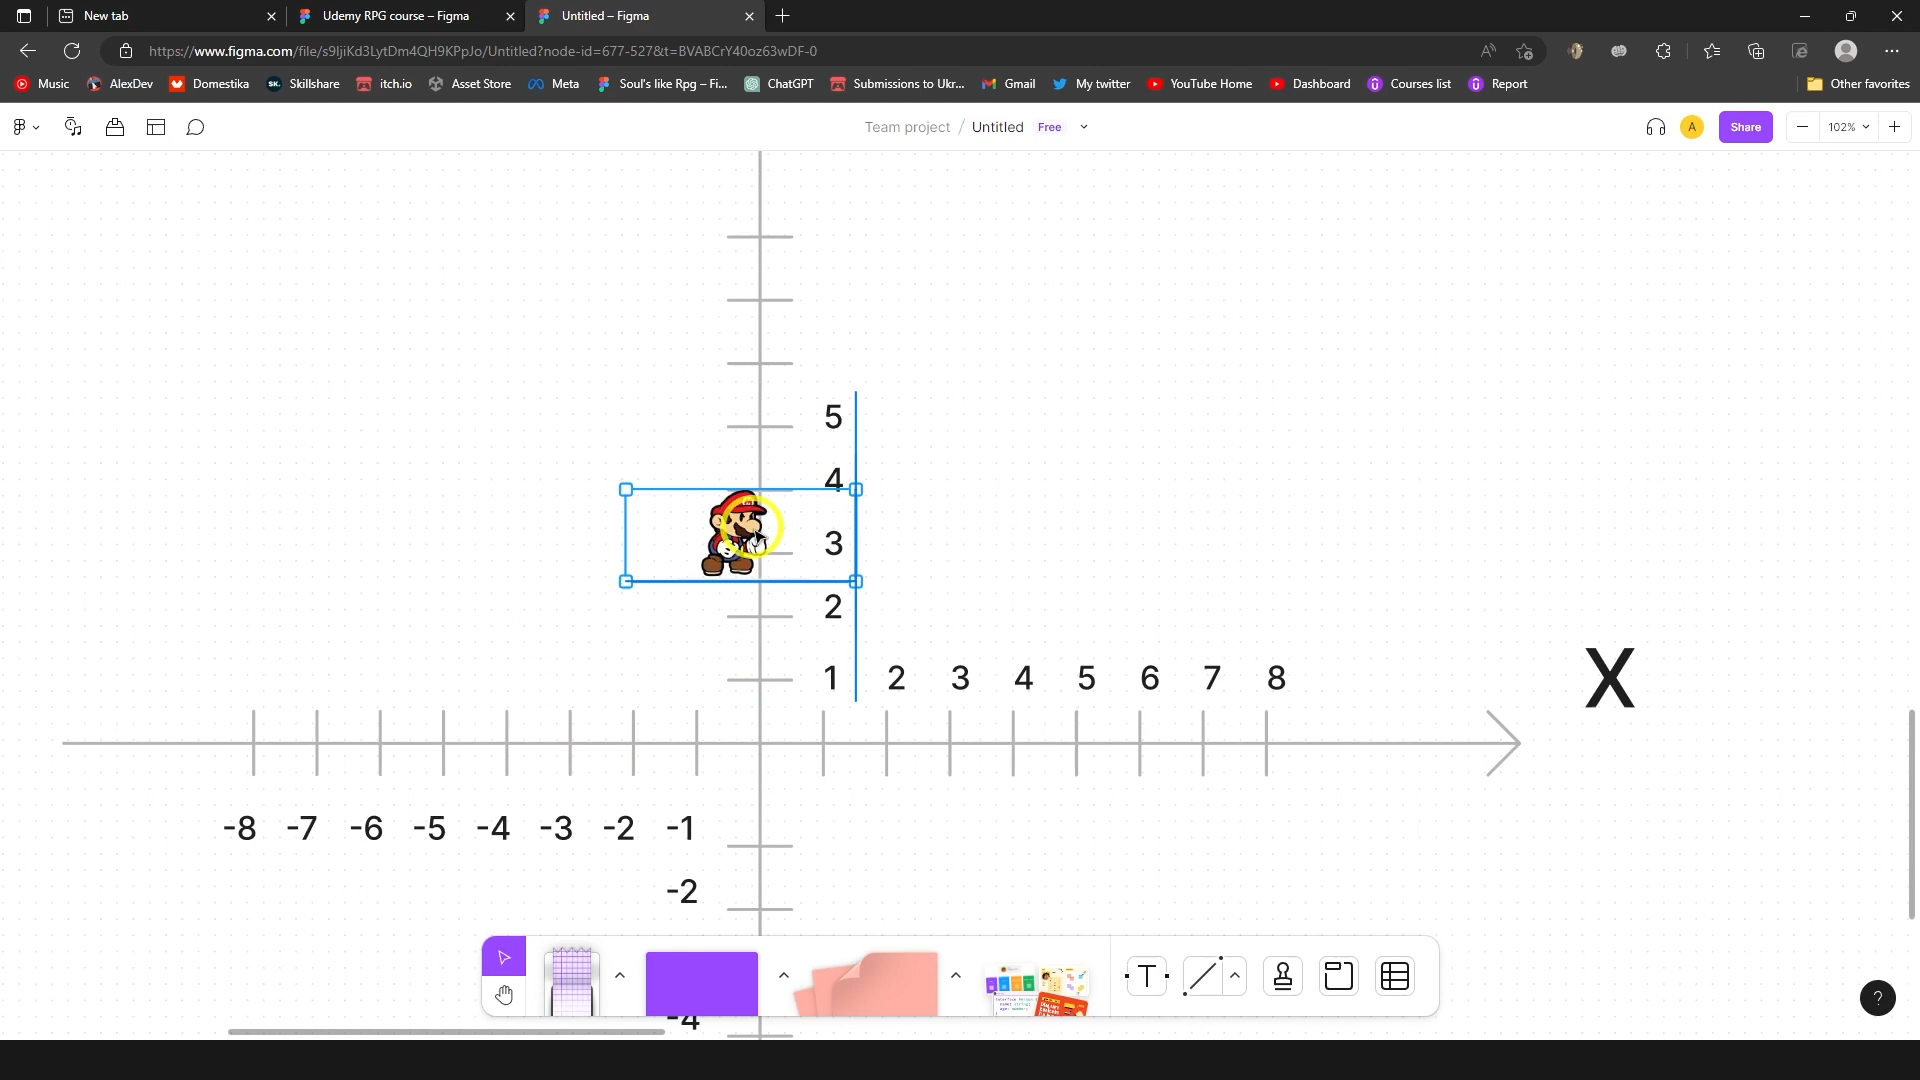 New tab
Udemy RPG course – Figma
Untitled – Figma
https://www.figma.com/file/s9ljiKd3LytDm4QH9KPpJo/Untitled?node-id=677-527&t=BVABCrY40oz63wDF-0
Music
AlexDev
Domestika
Skillshare
itch.io
Asset Store
Meta
Soul's like Rpg – Fi...
ChatGPT
Submissions to Ukr...
Gmail
My twitter
YouTube Home
Dashboard
Courses list
Report
Other favorites
Team project / Untitled Free
A
Share
102%
5
4
3
2
1 2 3 4 5 6 7 8
X
-8 -7 -6 -5 -4 -3 -2 -1
-2
-4
T
?